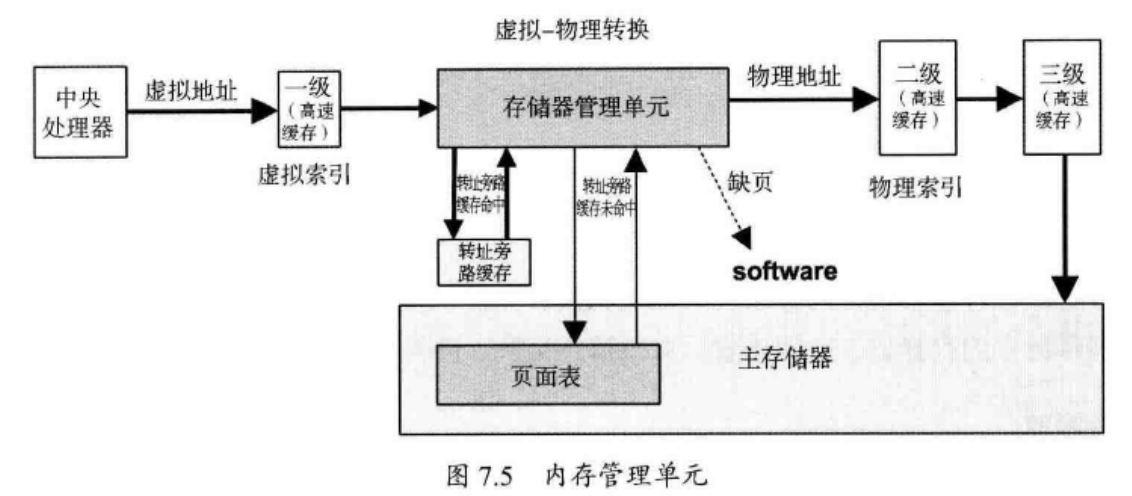 虚拟–物理转换
中央
处理器
虚拟地址
一级
（高速
缓存）
虚拟索引
存储器管理单元
物理地址
二级
（高速
缓存）
物理索引
三级
（高速
缓存）
转址旁路
缓存命中
转址旁
路缓存
转址旁路
缓存未命中
缺页
software
页面表
主存储器
图 7.5 内存管理单元